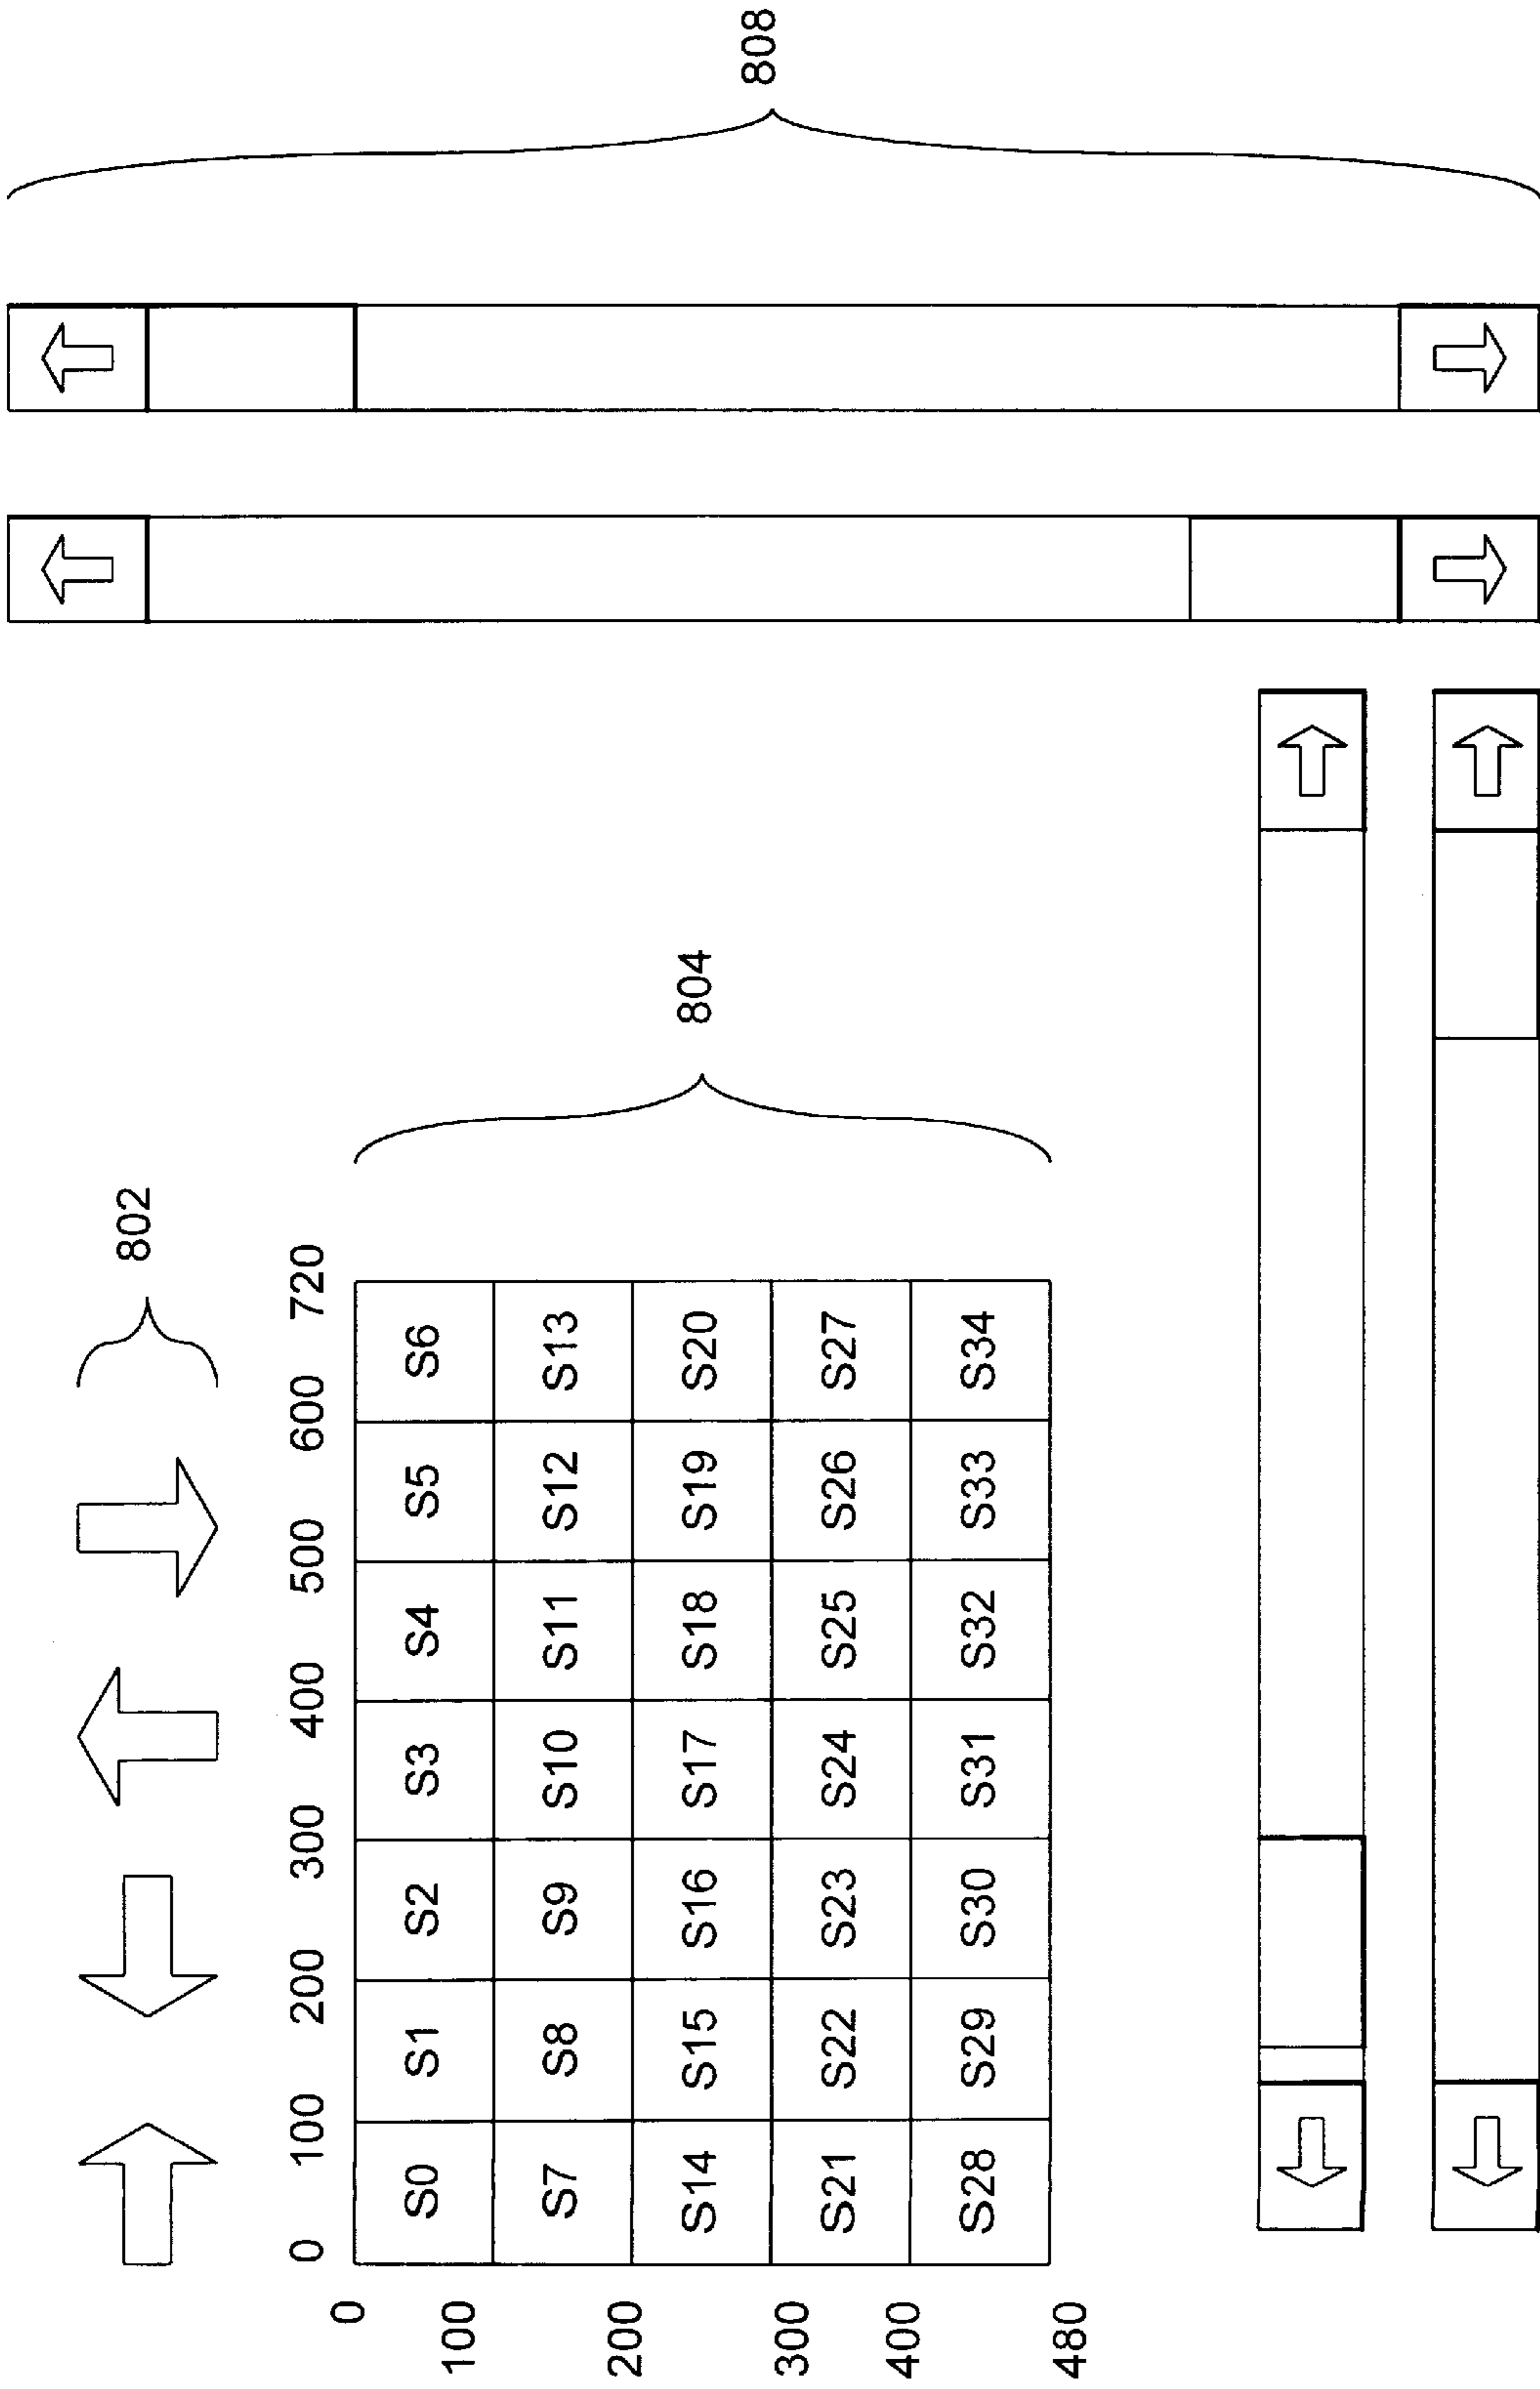 802
0 100 200 300 400 500 600 720
0
S0 S1 S2 S3 S4 S5 S6
100
S7 S8 S9 S10 S11 S12 S13
200
S14 S15 S16 S17 S18 S19 S20
804
808
300
S21 S22 S23 S24 S25 S26 S27
400
S28 S29 S30 S31 S32 S33 S34
480